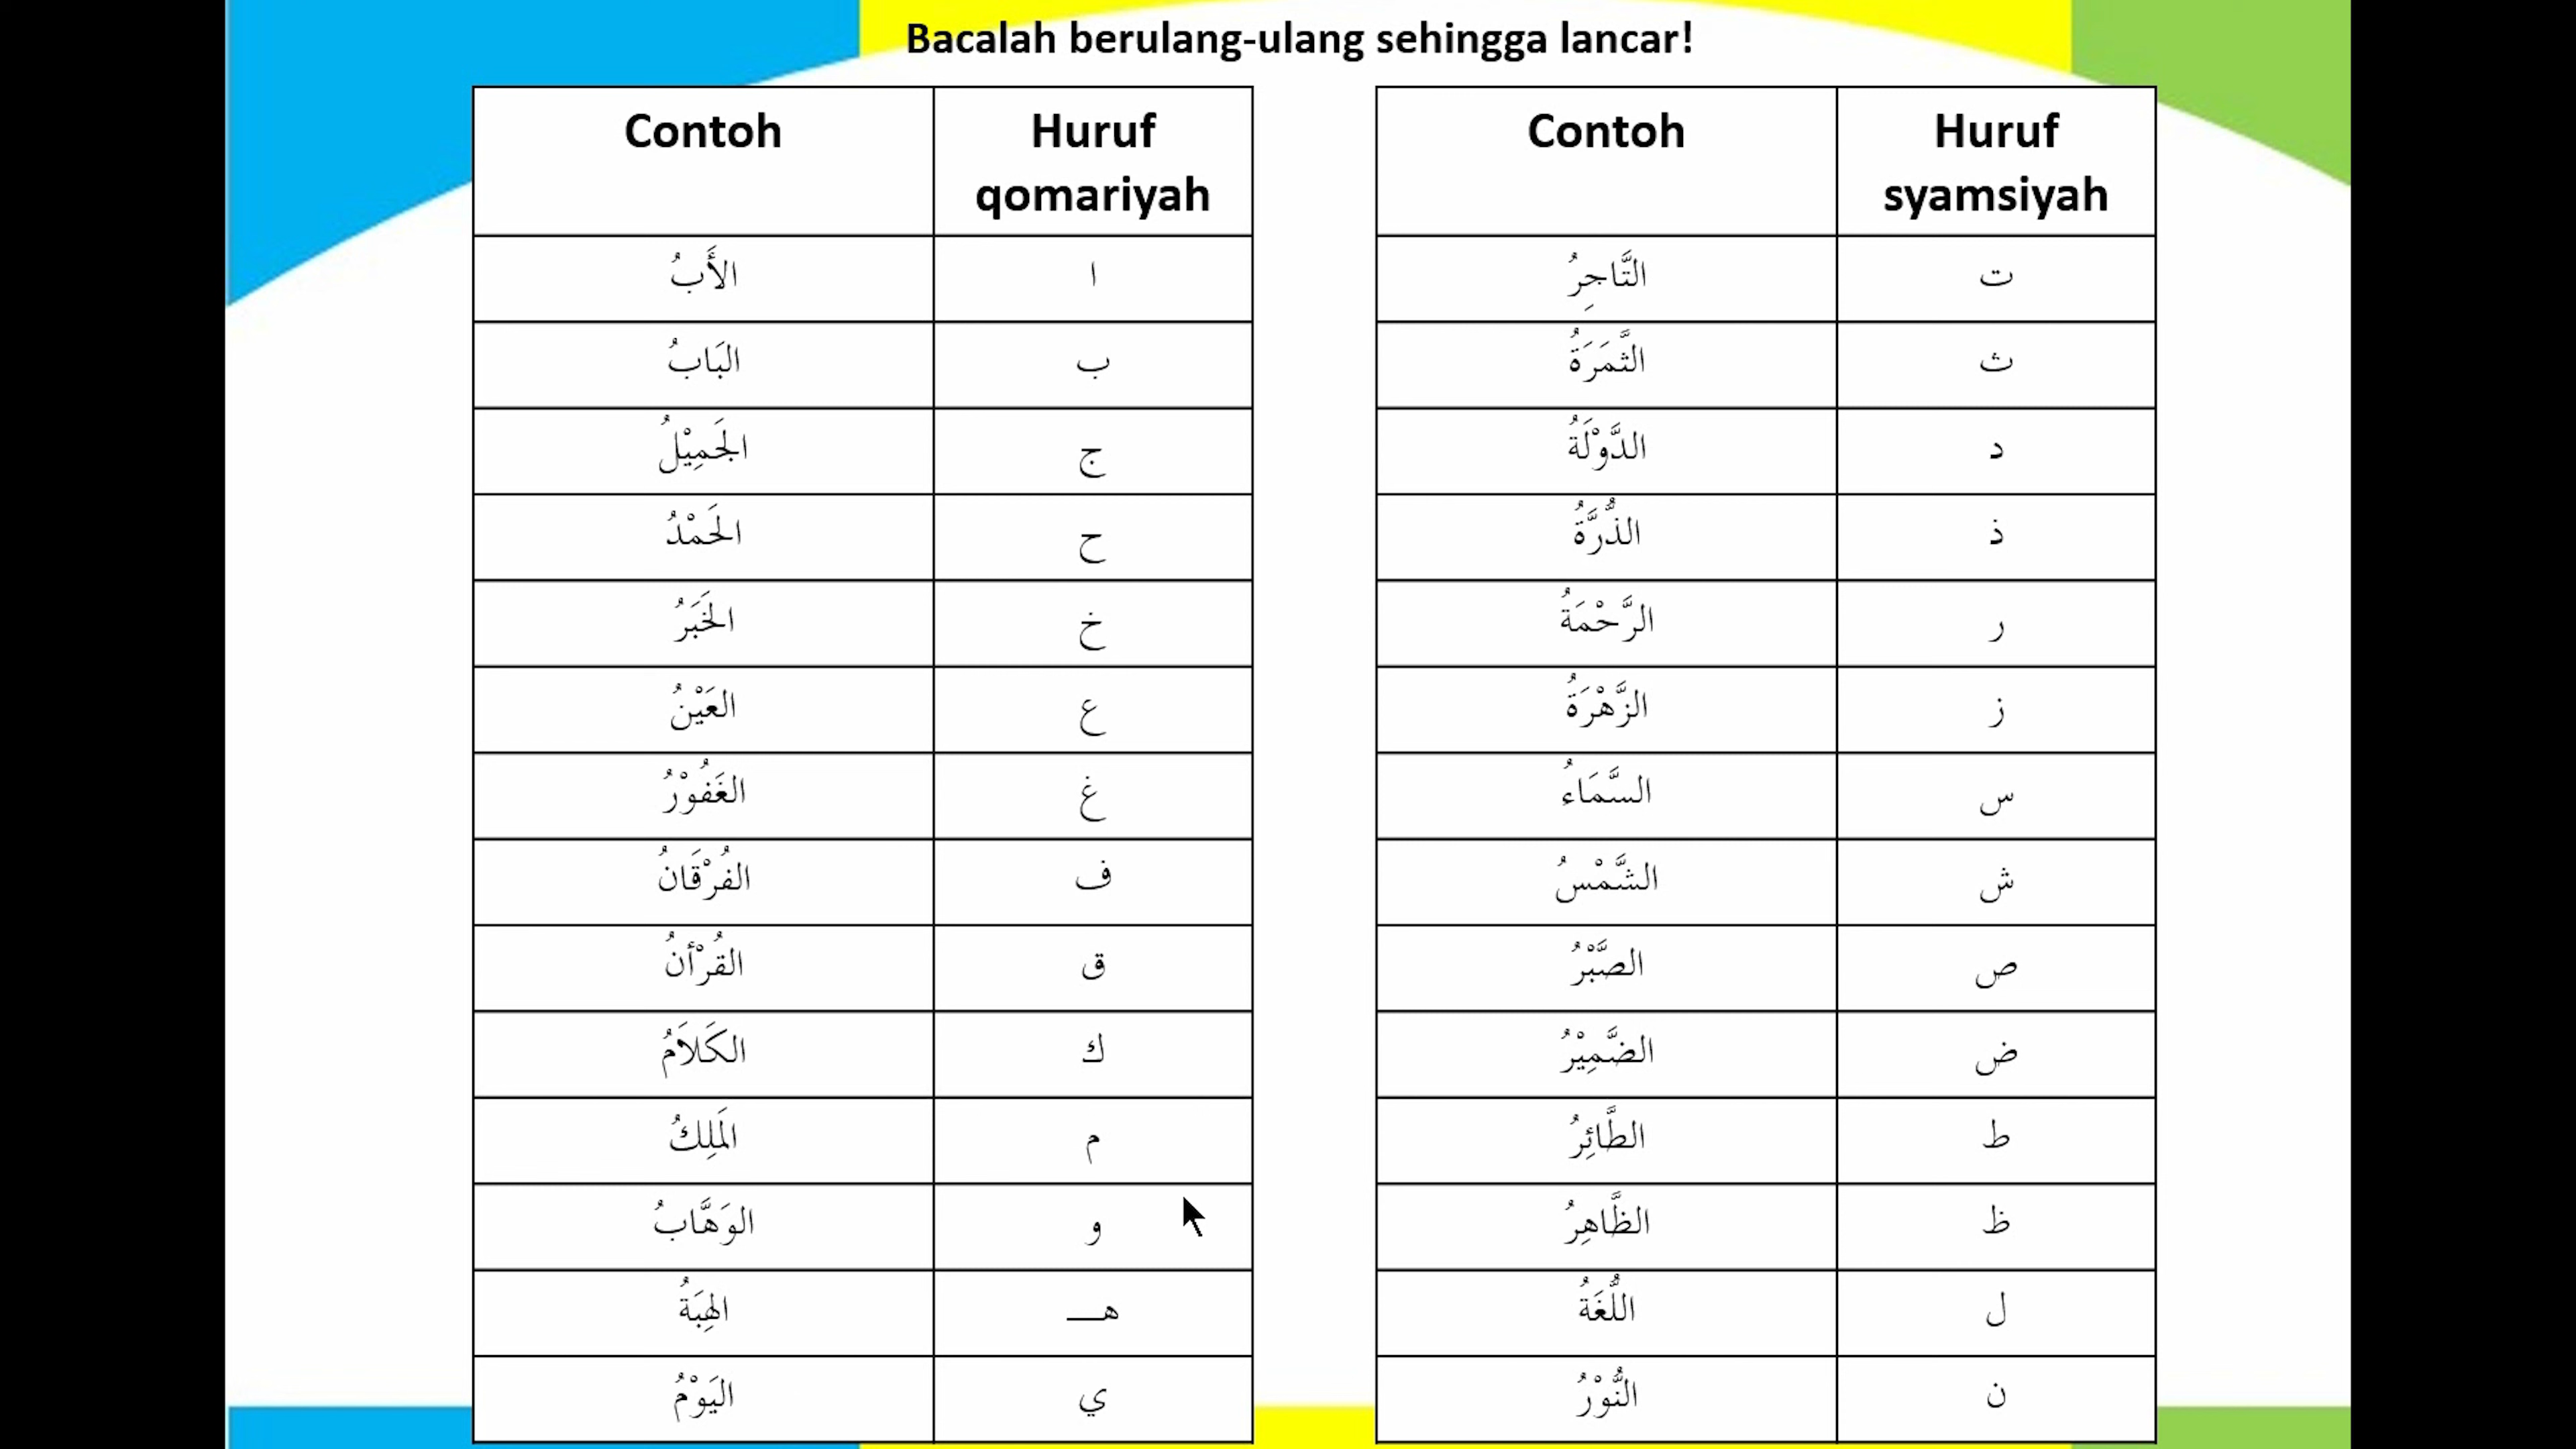 Bacalah berulang-ulang sehingga lancar!
Contoh Huruf qomariyah
الأَبُ ا
البَابُ ب
الجَمِيْلُ ج
الحَمْدُ ح
الخَبَرُ خ
العَيْنُ ع
الغَفُوْرُ غ
الفُرْقَانُ ف
القُرْأنُ ق
الكَلاَمُ ك
المَلِكُ م
الوَهَّابُ و
الهِبَةُ هــ
اليَوْمُ ي
Contoh Huruf syamsiyah
التَّاجِرُ ت
الثَّمَرَةُ ث
الدَّوْلَةُ د
الذُّرَّةُ ذ
الرَّحْمَةُ ر
الزَّهْرَةُ ز
السَّمَاءُ س
الشَّمْسُ ش
الصَّبْرُ ص
الضَّمِيْرُ ض
الطَّائِرُ ط
الظَّاهِرُ ظ
اللُّغَةُ ل
النُّوْرُ ن